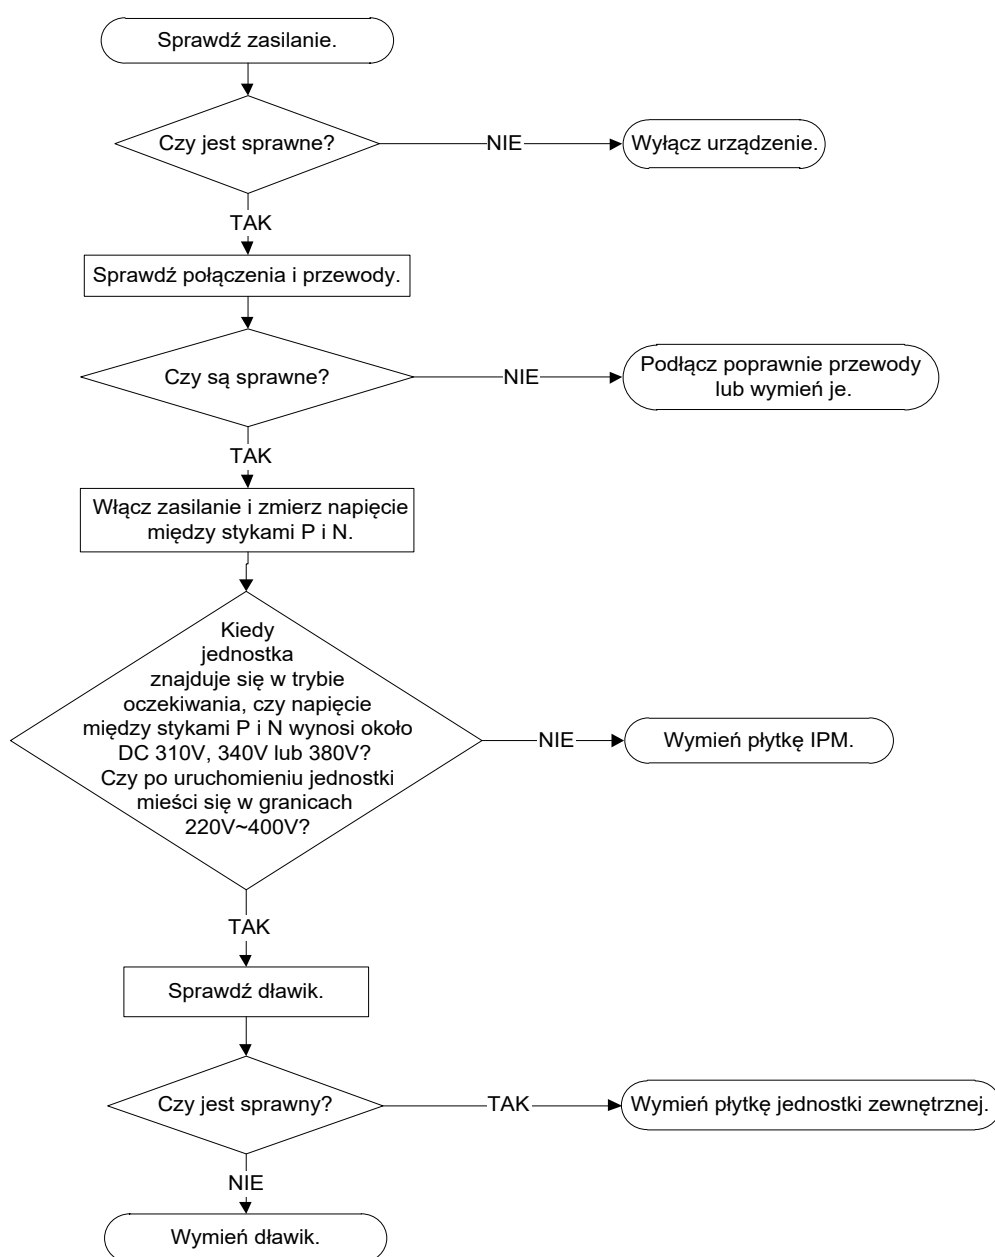 Sprawdź zasilanie.
Czy jest sprawne?
NIE
Wyłącz urządzenie.
TAK
Sprawdź połączenia i przewody.
Czy są sprawne?
NIE
Podłącz poprawnie przewody
lub wymień je.
TAK
Włącz zasilanie i zmierz napięcie
między stykami P i N.
Kiedy
jednostka
znajduje się w trybie
oczekiwania, czy napięcie
między stykami P i N wynosi około
DC 310V, 340V lub 380V?
Czy po uruchomieniu jednostki
mieści się w granicach
220V~400V?
NIE
Wymień płytkę IPM.
TAK
Sprawdź dławik.
Czy jest sprawny?
TAK
Wymień płytkę jednostki zewnętrznej.
NIE
Wymień dławik.